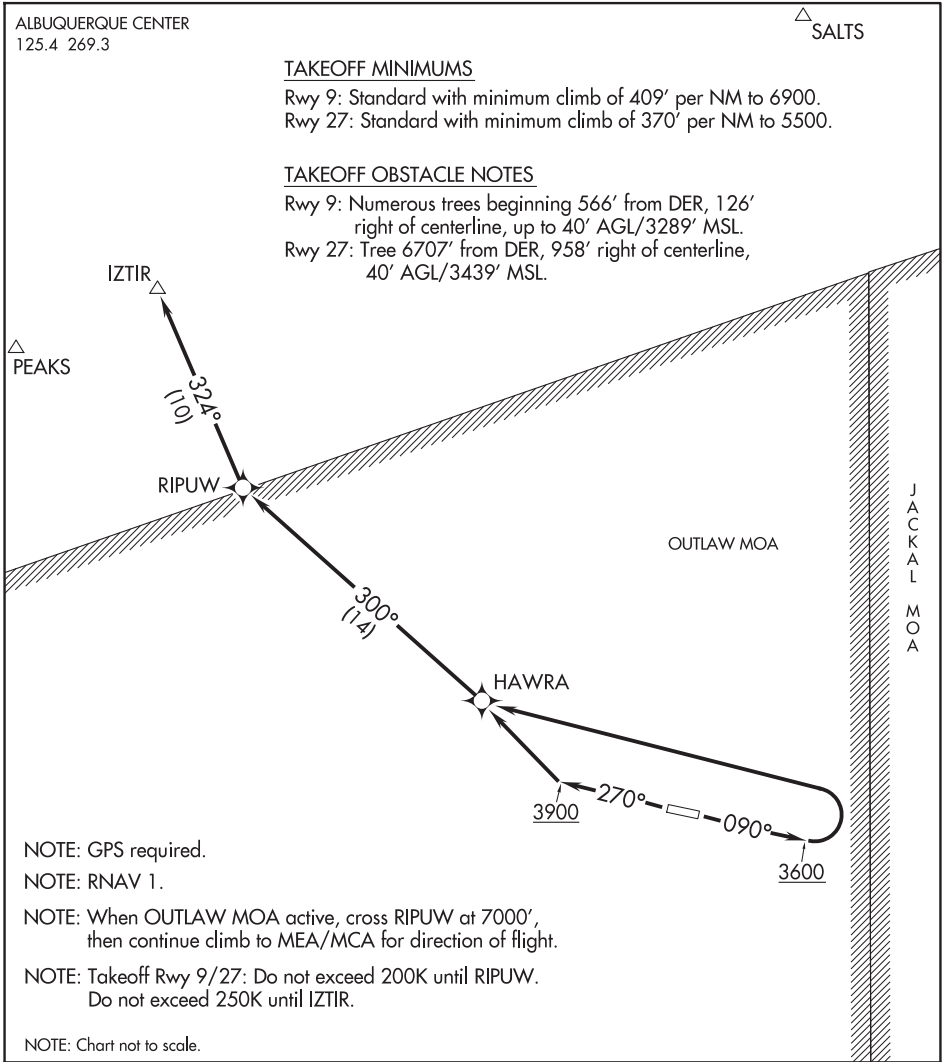 ALBUQUERQUE CENTER
125.4 269.3
SALTS
TAKEOFF MINIMUMS
Rwy 9: Standard with minimum climb of 409' per NM to 6900.
Rwy 27: Standard with minimum climb of 370' per NM to 5500.
TAKEOFF OBSTACLE NOTES
Rwy 9: Numerous trees beginning 566' from DER, 126'
right of centerline, up to 40' AGL/3289' MSL.
Rwy 27: Tree 6707' from DER, 958' right of centerline,
40' AGL/3439' MSL.
IZTIR
PEAKS
324°
(10)
RIPUW
OUTLAW MOA
JACKAL MOA
300°
(14)
HAWRA
270°
090°
3900
3600
NOTE: GPS required.
NOTE: RNAV 1.
NOTE: When OUTLAW MOA active, cross RIPUW at 7000',
then continue climb to MEA/MCA for direction of flight.
NOTE: Takeoff Rwy 9/27: Do not exceed 200K until RIPUW.
Do not exceed 250K until IZTIR.
NOTE: Chart not to scale.